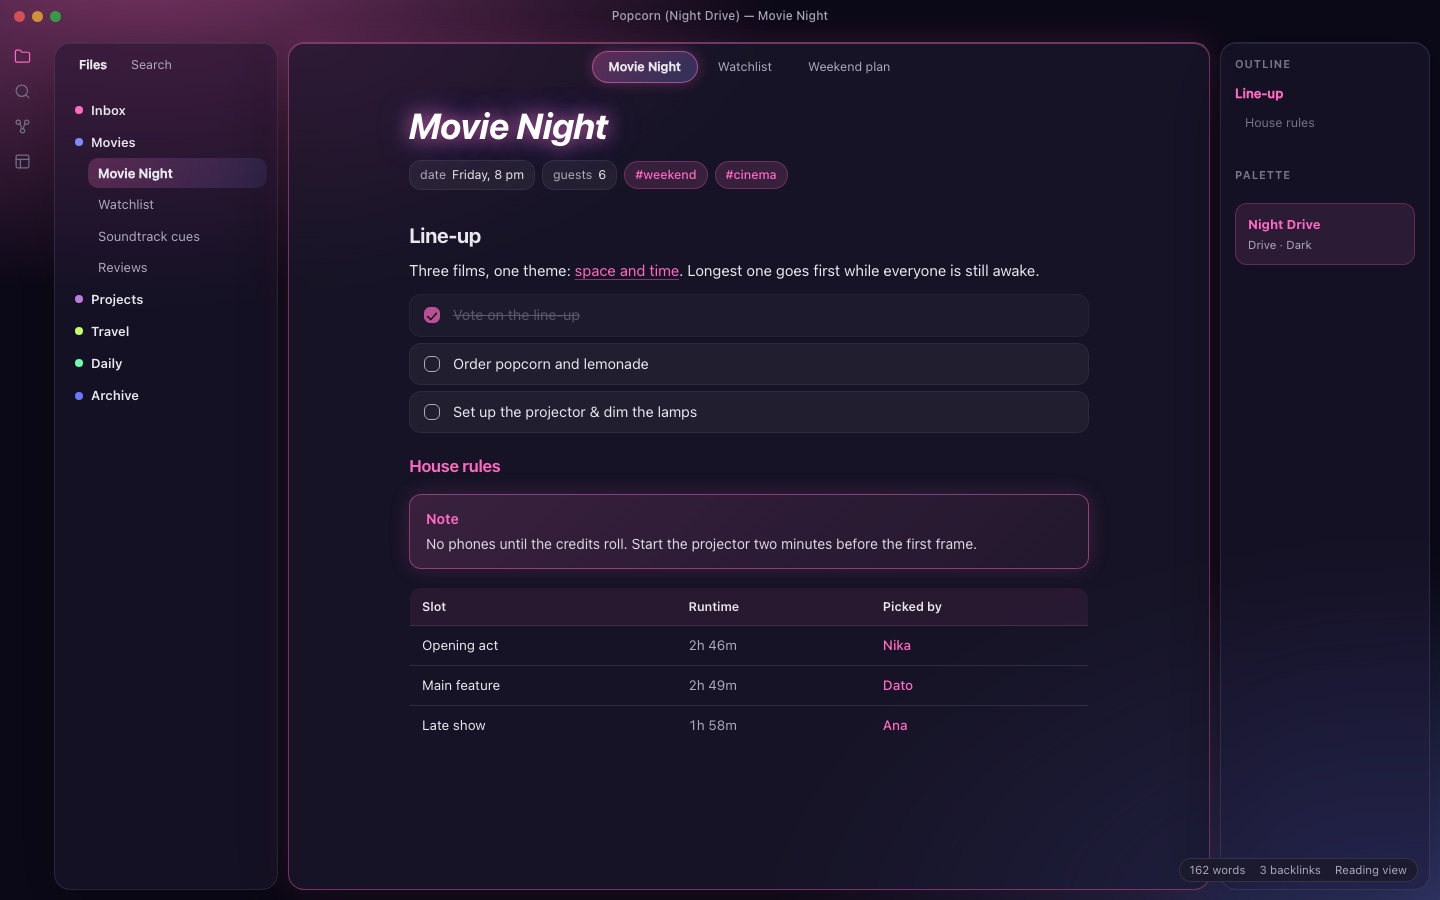 Popcorn (Night Drive) — Movie Night
Files Search
Inbox
Movies
Movie Night
Watchlist
Soundtrack cues
Reviews
Projects
Travel
Daily
Archive
Movie Night Watchlist Weekend plan
Movie Night
date Friday, 8 pm guests 6 #weekend #cinema
Line-up
Three films, one theme: space and time. Longest one goes first while everyone is still awake.
Vote on the line-up
Order popcorn and lemonade
Set up the projector & dim the lamps
House rules
Note
No phones until the credits roll. Start the projector two minutes before the first frame.
Slot Runtime Picked by
Opening act 2h 46m Nika
Main feature 2h 49m Dato
Late show 1h 58m Ana
OUTLINE
Line-up
House rules
PALETTE
Night Drive
Drive · Dark
162 words 3 backlinks Reading view